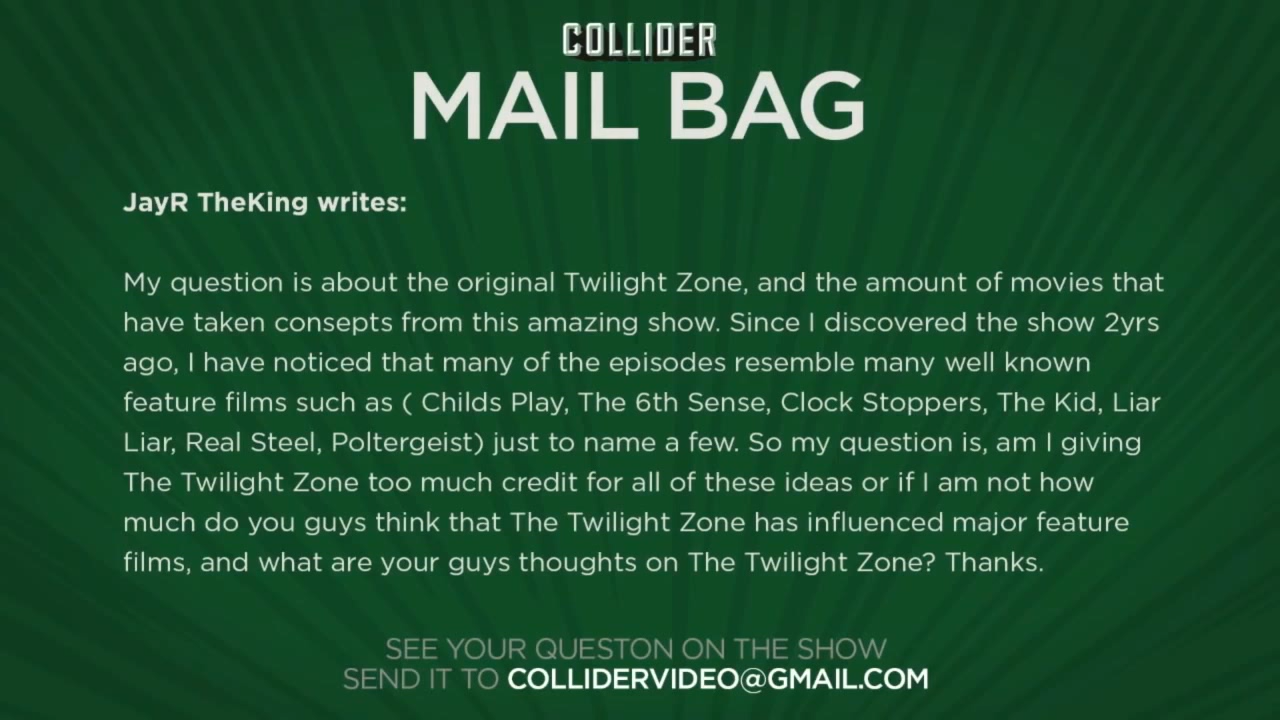 COLLIDER
MAIL BAG
JayR TheKing writes:
My question is about the original Twilight Zone, and the amount of movies that
have taken consepts from this amazing show. Since I discovered the show 2yrs
ago, I have noticed that many of the episodes resemble many well known
feature films such as ( Childs Play, The 6th Sense, Clock Stoppers, The Kid, Liar
Liar, Real Steel, Poltergeist) just to name a few. So my question is, am I giving
The Twilight Zone too much credit for all of these ideas or if I am not how
much do you guys think that The Twilight Zone has influenced major feature
films, and what are your guys thoughts on The Twilight Zone? Thanks.
SEE YOUR QUESTON ON THE SHOW
SEND IT TO COLLIDERVIDEO@GMAIL.COM